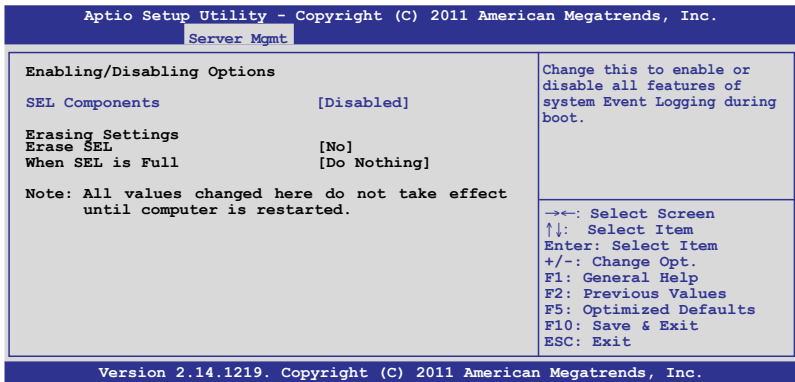 Aptio Setup Utility - Copyright (C) 2011 American Megatrends, Inc.
Server Mgmt
Enabling/Disabling Options
SEL Components [Disabled]
Erasing Settings
Erase SEL [No]
When SEL is Full [Do Nothing]
Note: All values changed here do not take effect
until computer is restarted.
Change this to enable or
disable all features of
system Event Logging during
boot.
→←: Select Screen
↑↓: Select Item
Enter: Select Item
+/-: Change Opt.
F1: General Help
F2: Previous Values
F5: Optimized Defaults
F10: Save & Exit
ESC: Exit
Version 2.14.1219. Copyright (C) 2011 American Megatrends, Inc.